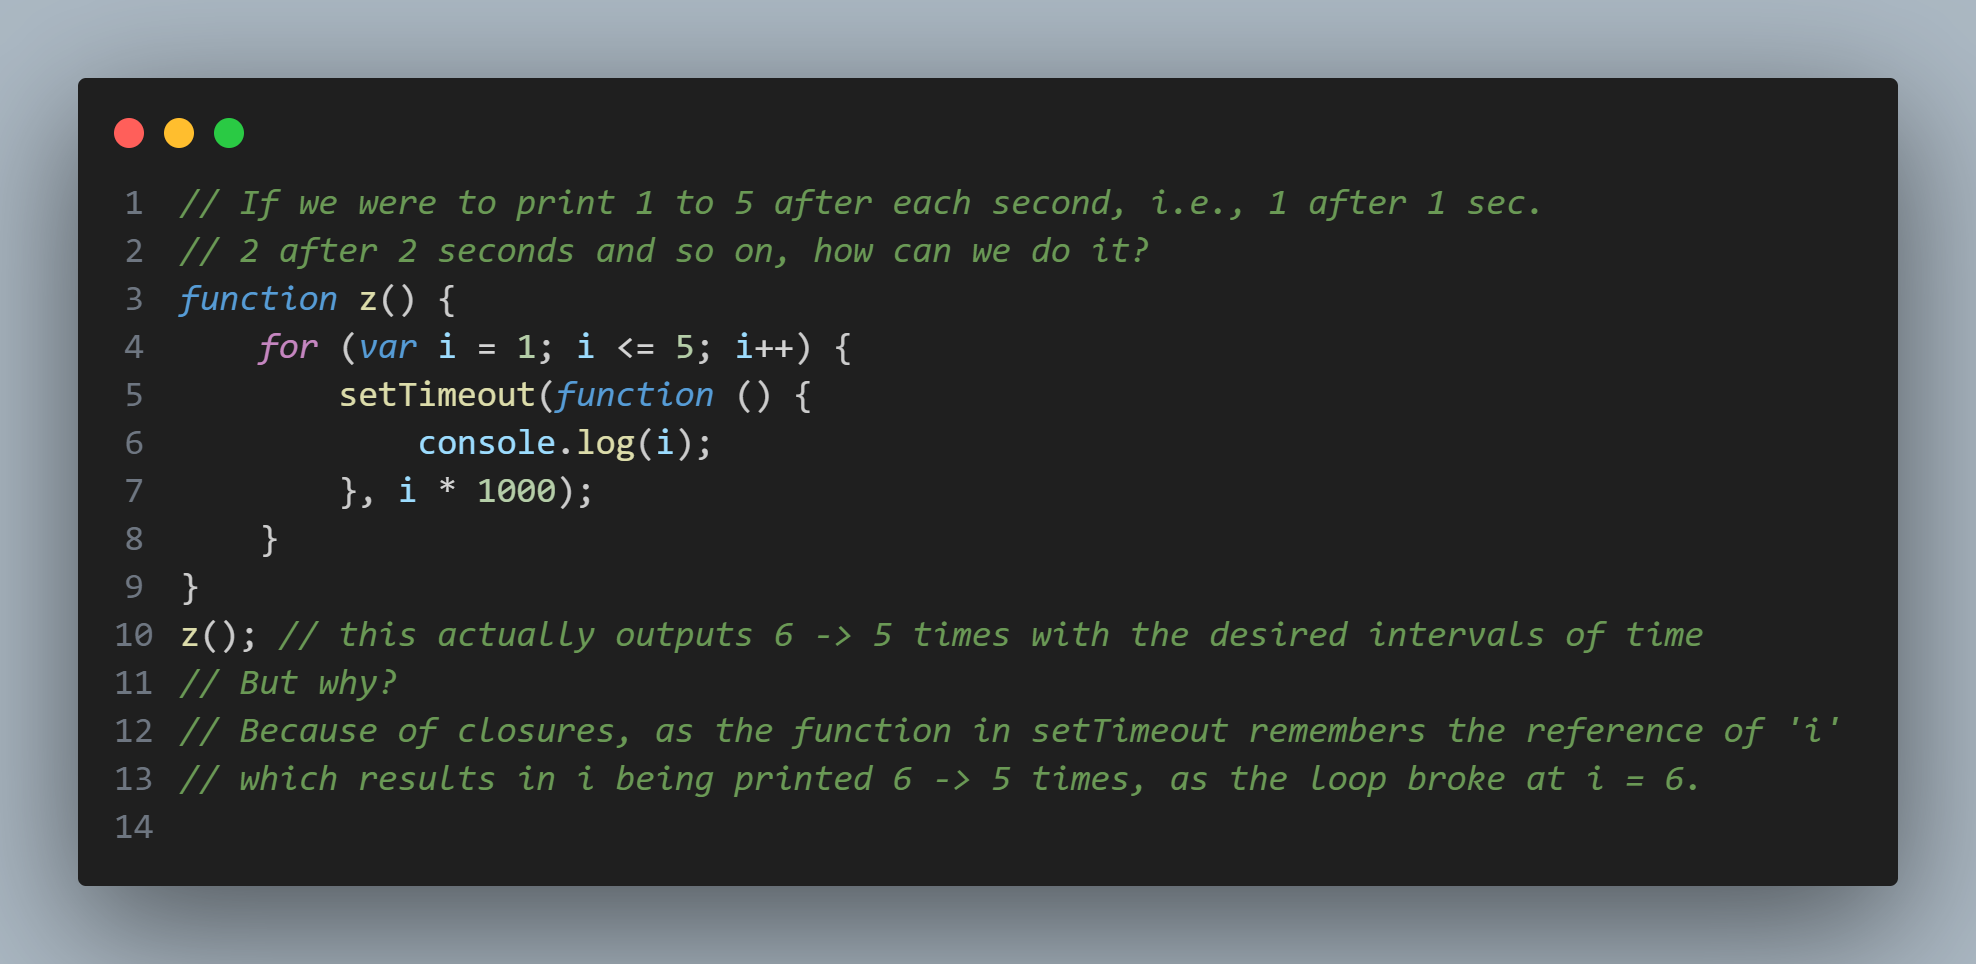 1 // If we were to print 1 to 5 after each second, i.e., 1 after 1 sec.
2 // 2 after 2 seconds and so on, how can we do it?
3 function z() {
4     for (var i = 1; i <= 5; i++) {
5         setTimeout(function () {
6             console.log(i);
7         }, i * 1000);
8     }
9 }
10 z(); // this actually outputs 6 -> 5 times with the desired intervals of time
11 // But why?
12 // Because of closures, as the function in setTimeout remembers the reference of 'i'
13 // which results in i being printed 6 -> 5 times, as the loop broke at i = 6.
14